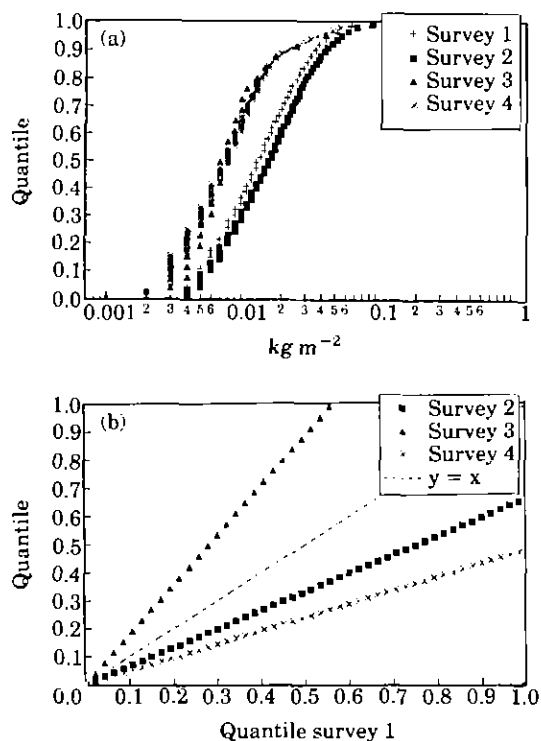 (a)
+ Survey 1
■ Survey 2
▲ Survey 3
× Survey 4
Quantile
1.0
0.9
0.8
0.7
0.6
0.5
0.4
0.3
0.2
0.1
0.0
0.001 2 3 4 5 6 0.01 2 3 4 5 6 0.1 2 3 4 5 6 1
kg m⁻²
(b)
■ Survey 2
▲ Survey 3
× Survey 4
y = x
Quantile
1.0
0.9
0.8
0.7
0.6
0.5
0.4
0.3
0.2
0.1
0.0 0.1 0.2 0.3 0.4 0.5 0.6 0.7 0.8 0.9 1.0
Quantile survey 1